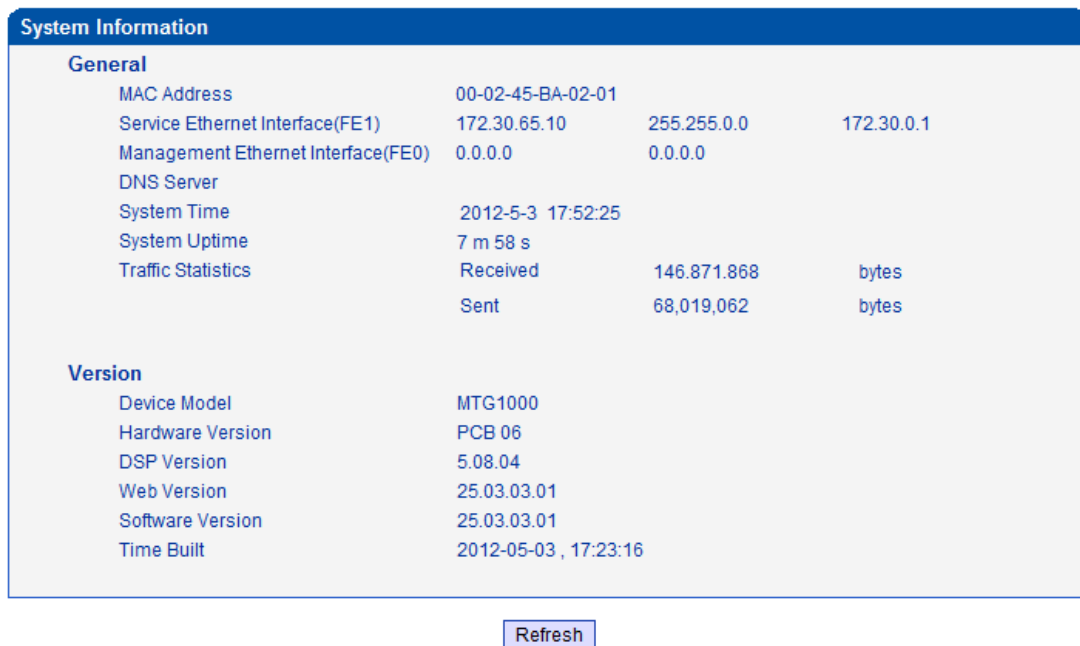 System Information
General
MAC Address 00-02-45-BA-02-01
Service Ethernet Interface(FE1) 172.30.65.10 255.255.0.0 172.30.0.1
Management Ethernet Interface(FE0) 0.0.0.0 0.0.0.0
DNS Server
System Time 2012-5-3 17:52:25
System Uptime 7 m 58 s
Traffic Statistics Received 146.871.868 bytes
Sent 68,019,062 bytes
Version
Device Model MTG1000
Hardware Version PCB 06
DSP Version 5.08.04
Web Version 25.03.03.01
Software Version 25.03.03.01
Time Built 2012-05-03 , 17:23:16
Refresh